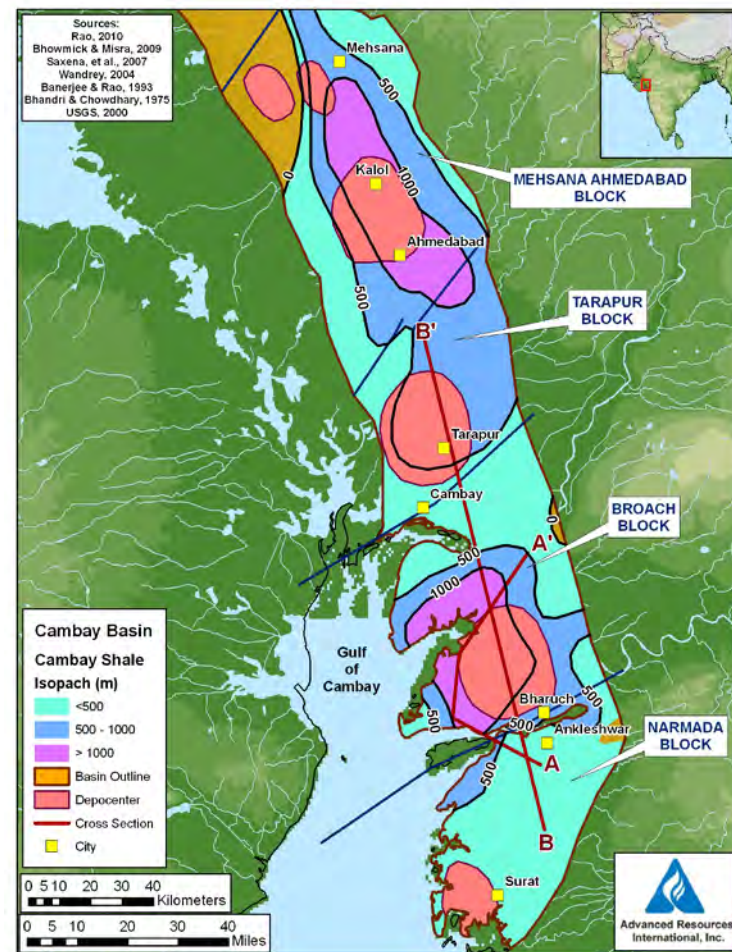 Sources:
Rao, 2010
Bhowmick & Misra, 2009
Saxena, et al., 2007
Wandrey, 2004
Banerjee & Rao, 1993
Bhandri & Chowdhary, 1975
USGS, 2000
Mehsana
500
0
1000
Kalol
MEHSANA AHMEDABAD
BLOCK
Ahmedabad
500
TARAPUR
BLOCK
B'
Tarapur
Cambay
0
BROACH
BLOCK
A'
500
1000
Cambay Basin
Cambay Shale
Isopach (m)
<500
500 - 1000
> 1000
Basin Outline
Depocenter
Cross Section
City
Gulf
of
Cambay
Bharuch
500
500
500
Ankleshwar
NARMADA
BLOCK
A
500
B
Surat
0 5 10 20 30 40
Kilometers
0 5 10 20 30 40
Miles
Advanced Resources
International, Inc.